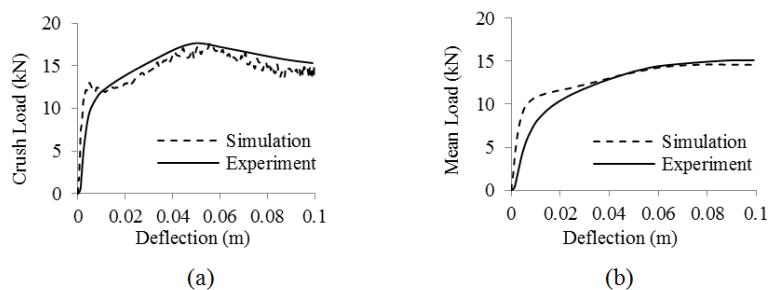 Crush Load (kN)
20
15
10
5
0
Simulation
Experiment
0 0.02 0.04 0.06 0.08 0.1
Deflection (m)
(a)
Mean Load (kN)
20
15
10
5
0
Simulation
Experiment
0 0.02 0.04 0.06 0.08 0.1
Deflection (m)
(b)